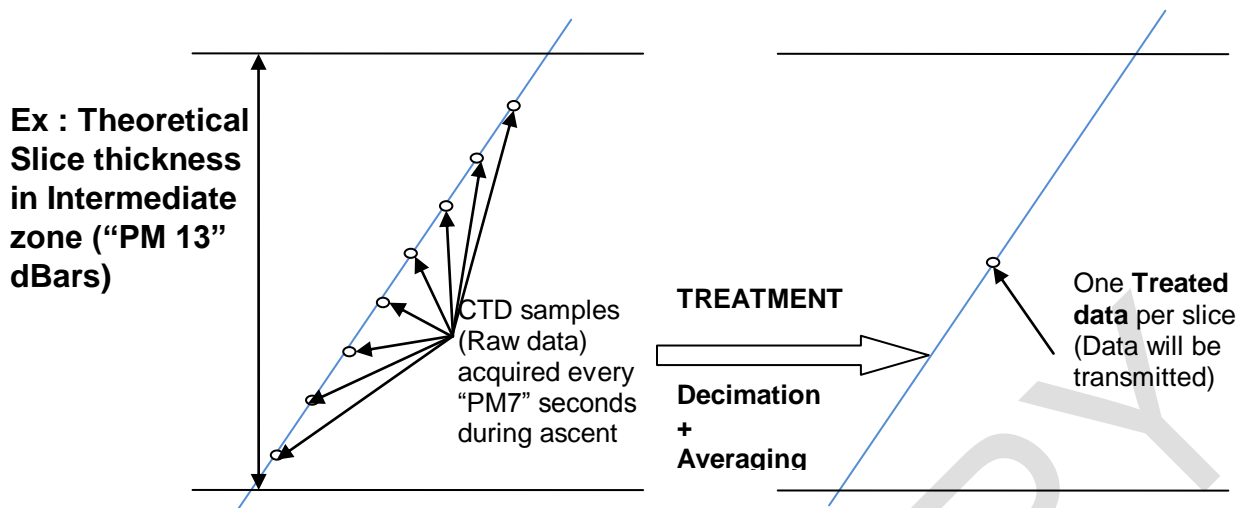 Ex : Theoretical
Slice thickness
in Intermediate
zone (“PM 13”
dBars)
CTD samples
(Raw data)
acquired every
“PM7” seconds
during ascent
TREATMENT
Decimation
+
Averaging
One Treated
data per slice
(Data will be
transmitted)
PY